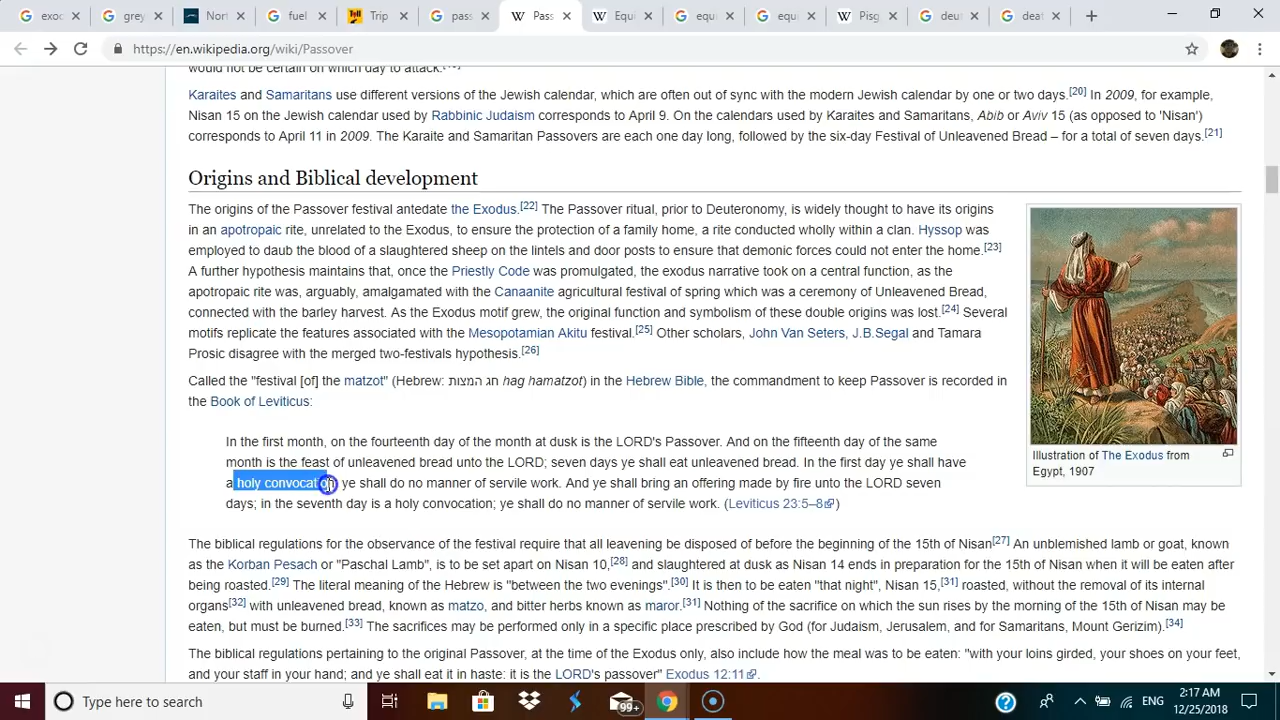 exoc
grey
Nort
fuel
Trip
pass
Pass
Equi
equi
equi
Pisg
deut
deat
https://en.wikipedia.org/wiki/Passover
would not be certain on which day to attack.
Karaites and Samaritans use different versions of the Jewish calendar, which are often out of sync with the modern Jewish calendar by one or two days.[20] In 2009, for example,
Nisan 15 on the Jewish calendar used by Rabbinic Judaism corresponds to April 9. On the calendars used by Karaites and Samaritans, Abib or Aviv 15 (as opposed to 'Nisan')
corresponds to April 11 in 2009. The Karaite and Samaritan Passovers are each one day long, followed by the six-day Festival of Unleavened Bread – for a total of seven days.[21]
Origins and Biblical development
The origins of the Passover festival antedate the Exodus.[22] The Passover ritual, prior to Deuteronomy, is widely thought to have its origins
in an apotropaic rite, unrelated to the Exodus, to ensure the protection of a family home, a rite conducted wholly within a clan. Hyssop was
employed to daub the blood of a slaughtered sheep on the lintels and door posts to ensure that demonic forces could not enter the home.[23]
A further hypothesis maintains that, once the Priestly Code was promulgated, the exodus narrative took on a central function, as the
apotropaic rite was, arguably, amalgamated with the Canaanite agricultural festival of spring which was a ceremony of Unleavened Bread,
connected with the barley harvest. As the Exodus motif grew, the original function and symbolism of these double origins was lost.[24] Several
motifs replicate the features associated with the Mesopotamian Akitu festival.[25] Other scholars, John Van Seters, J.B.Segal and Tamara
Prosic disagree with the merged two-festivals hypothesis.[26]
Called the "festival [of] the matzot" (Hebrew: חג המצות hag hamatzot) in the Hebrew Bible, the commandment to keep Passover is recorded in
the Book of Leviticus:
In the first month, on the fourteenth day of the month at dusk is the LORD's Passover. And on the fifteenth day of the same
month is the feast of unleavened bread unto the LORD; seven days ye shall eat unleavened bread. In the first day ye shall have
a holy convocation; ye shall do no manner of servile work. And ye shall bring an offering made by fire unto the LORD seven
days; in the seventh day is a holy convocation; ye shall do no manner of servile work. (Leviticus 23:5–8)
Illustration of The Exodus from
Egypt, 1907
The biblical regulations for the observance of the festival require that all leavening be disposed of before the beginning of the 15th of Nisan[27] An unblemished lamb or goat, known
as the Korban Pesach or "Paschal Lamb", is to be set apart on Nisan 10,[28] and slaughtered at dusk as Nisan 14 ends in preparation for the 15th of Nisan when it will be eaten after
being roasted.[29] The literal meaning of the Hebrew is "between the two evenings".[30] It is then to be eaten "that night", Nisan 15,[31] roasted, without the removal of its internal
organs[32] with unleavened bread, known as matzo, and bitter herbs known as maror.[31] Nothing of the sacrifice on which the sun rises by the morning of the 15th of Nisan may be
eaten, but must be burned.[33] The sacrifices may be performed only in a specific place prescribed by God (for Judaism, Jerusalem, and for Samaritans, Mount Gerizim).[34]
The biblical regulations pertaining to the original Passover, at the time of the Exodus only, also include how the meal was to be eaten: "with your loins girded, your shoes on your feet,
and your staff in your hand; and ye shall eat it in haste: it is the LORD's passover" Exodus 12:11.
Type here to search
99+
ENG
2:17 AM
12/25/2018